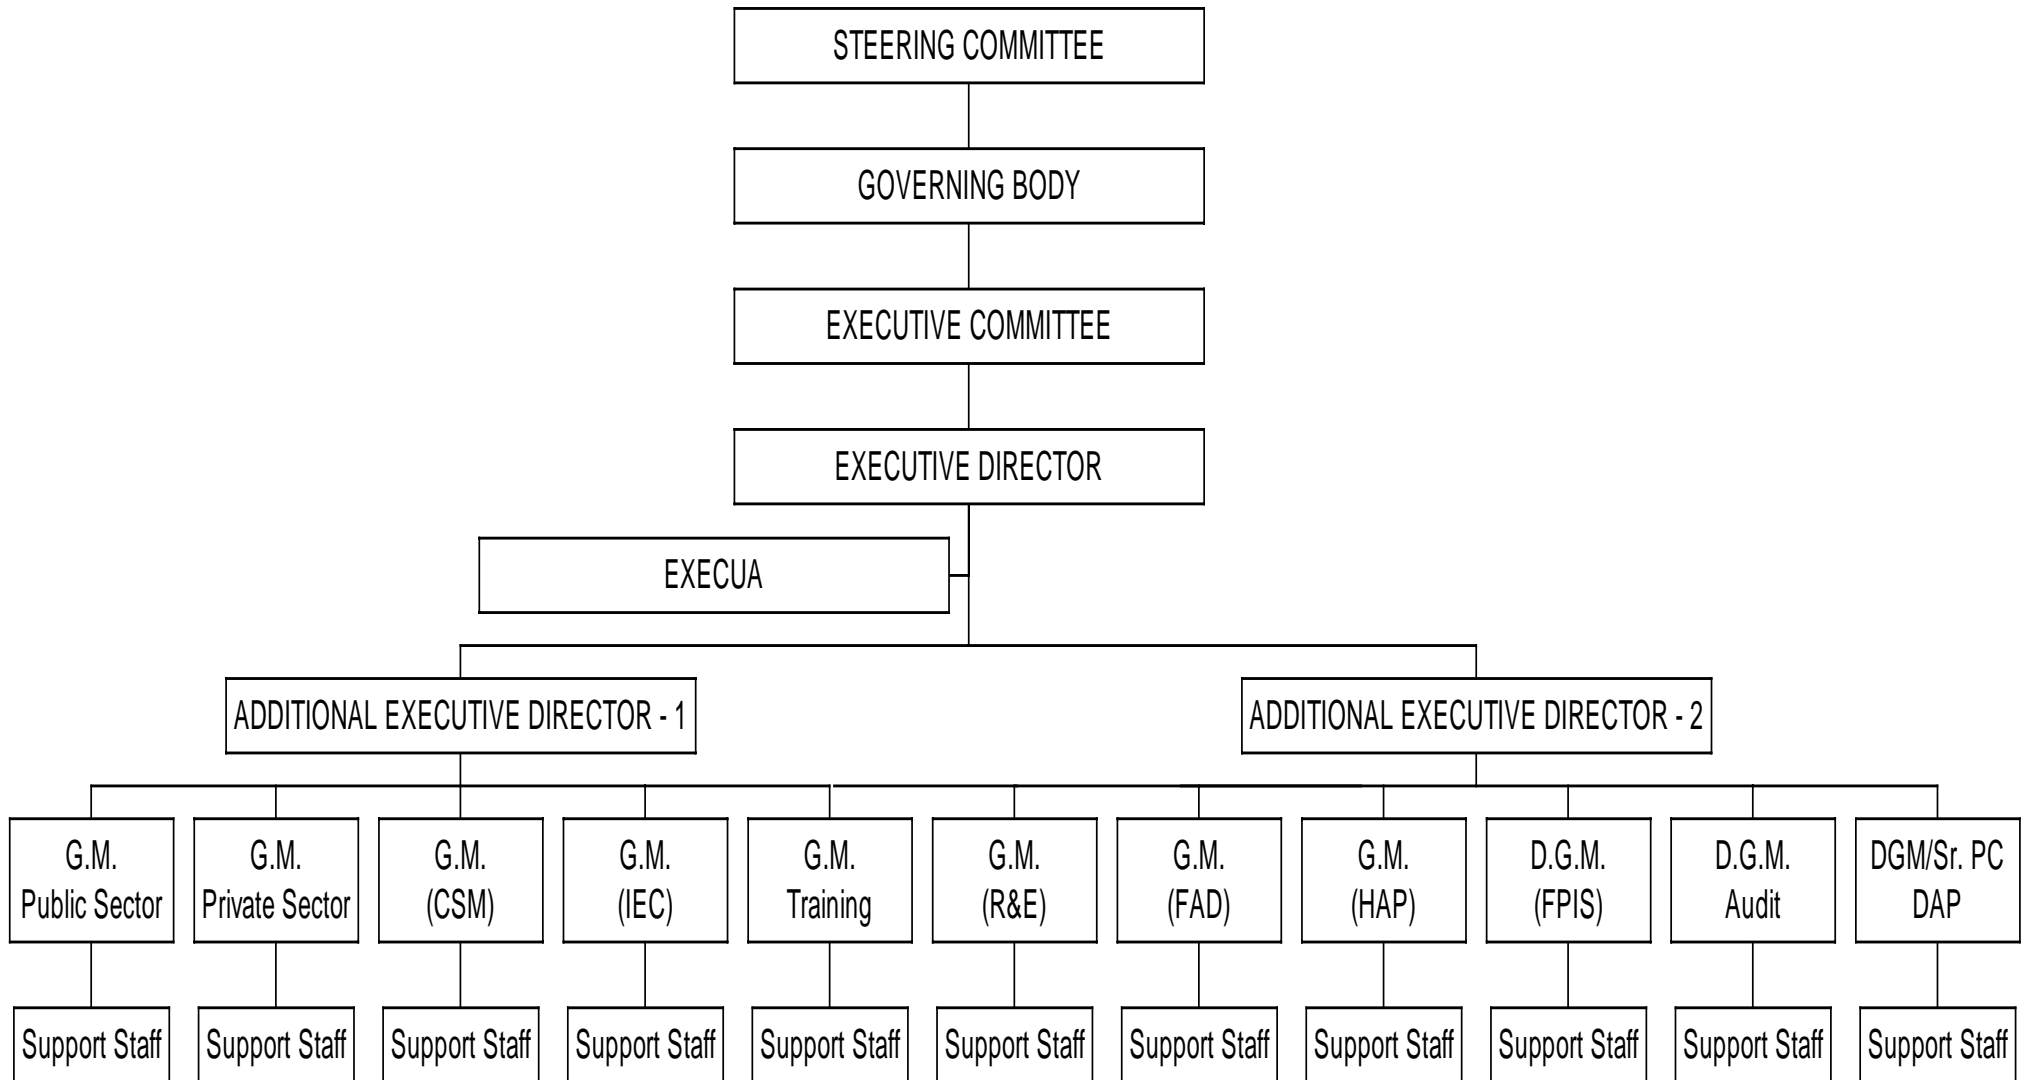 STEERING COMMITTEE
GOVERNING BODY
EXECUTIVE COMMITTEE
EXECUTIVE DIRECTOR
EXECUA
ADDITIONAL EXECUTIVE DIRECTOR - 1
ADDITIONAL EXECUTIVE DIRECTOR - 2
G.M.
Public Sector
G.M.
Private Sector
G.M.
(CSM)
G.M.
(IEC)
G.M.
Training
G.M.
(R&E)
G.M.
(FAD)
G.M.
(HAP)
D.G.M.
(FPIS)
D.G.M.
Audit
DGM/Sr. PC
DAP
Support Staff
Support Staff
Support Staff
Support Staff
Support Staff
Support Staff
Support Staff
Support Staff
Support Staff
Support Staff
Support Staff